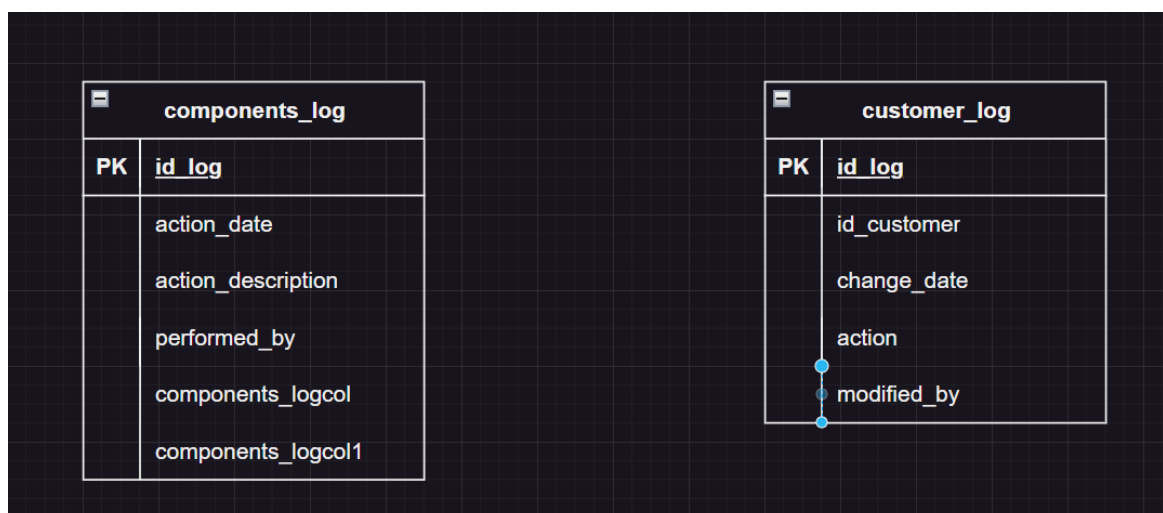 components_log
PK id_log
action_date
action_description
performed_by
components_logcol
components_logcol1
customer_log
PK id_log
id_customer
change_date
action
modified_by